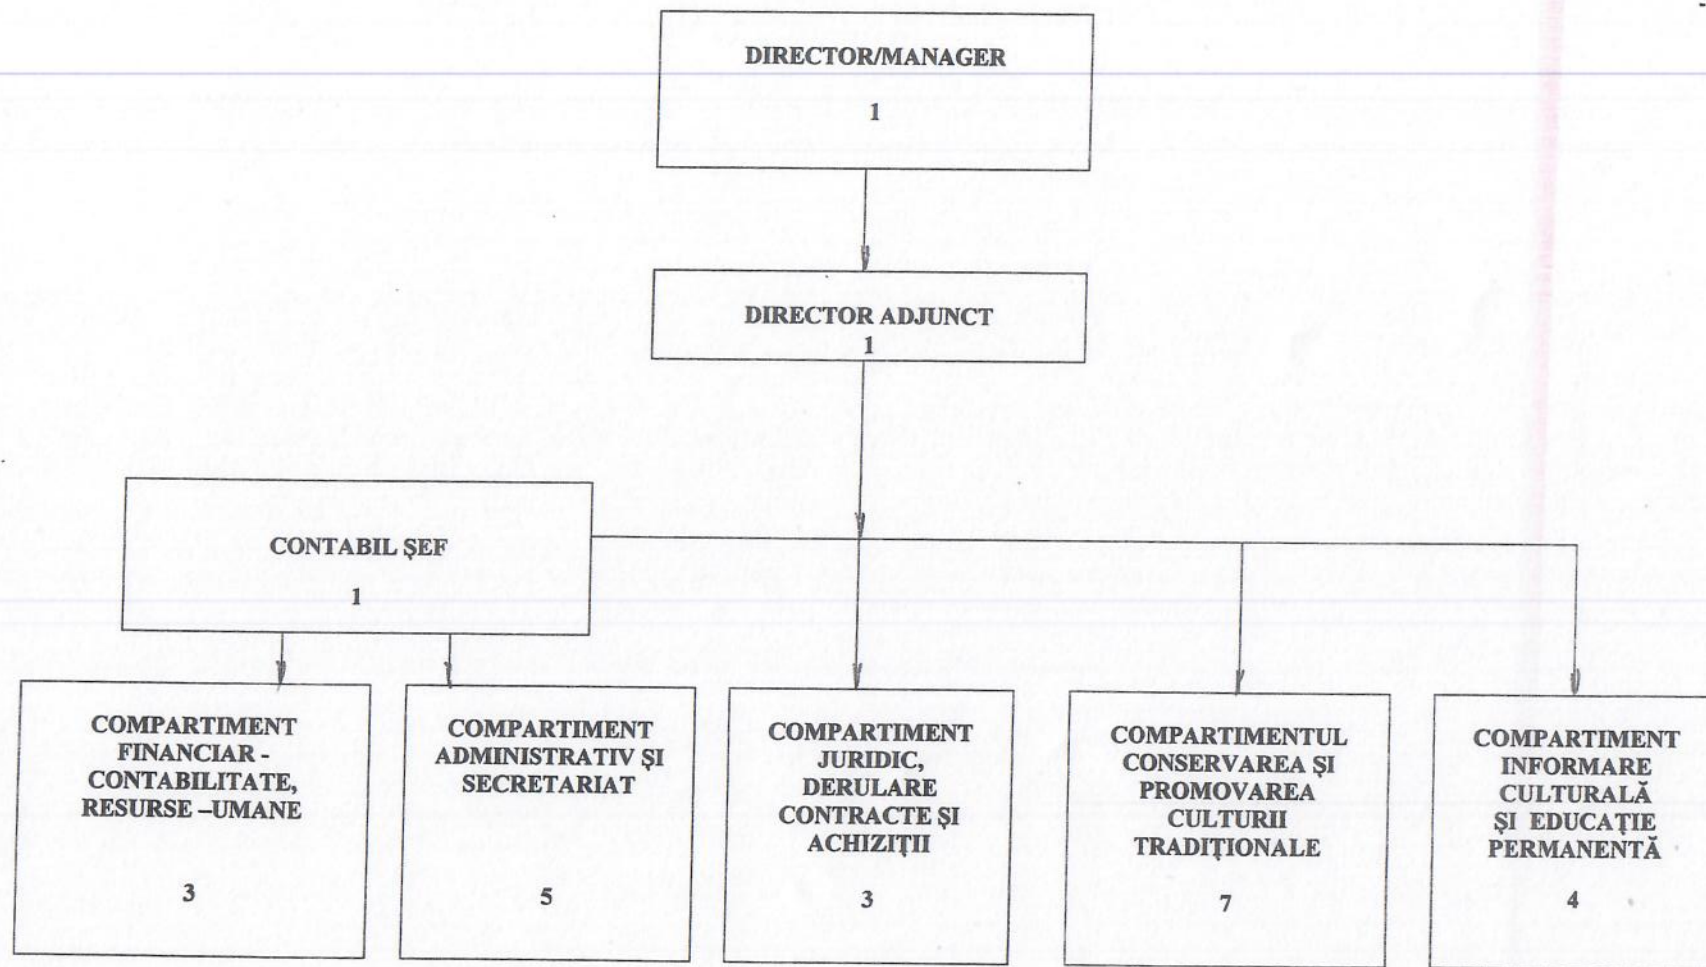 DIRECTOR/MANAGER
1
DIRECTOR ADJUNCT
1
CONTABIL ŞEF
1
COMPARTIMENT
FINANCIAR -
CONTABILITATE,
RESURSE –UMANE
3
COMPARTIMENT
ADMINISTRATIV ŞI
SECRETARIAT
5
COMPARTIMENT
JURIDIC,
DERULARE
CONTRACTE ŞI
ACHIZIŢII
3
COMPARTIMENTUL
CONSERVAREA ŞI
PROMOVAREA
CULTURII
TRADIŢIONALE
7
COMPARTIMENT
INFORMARE
CULTURALĂ
ŞI EDUCAŢIE
PERMANENTĂ
4